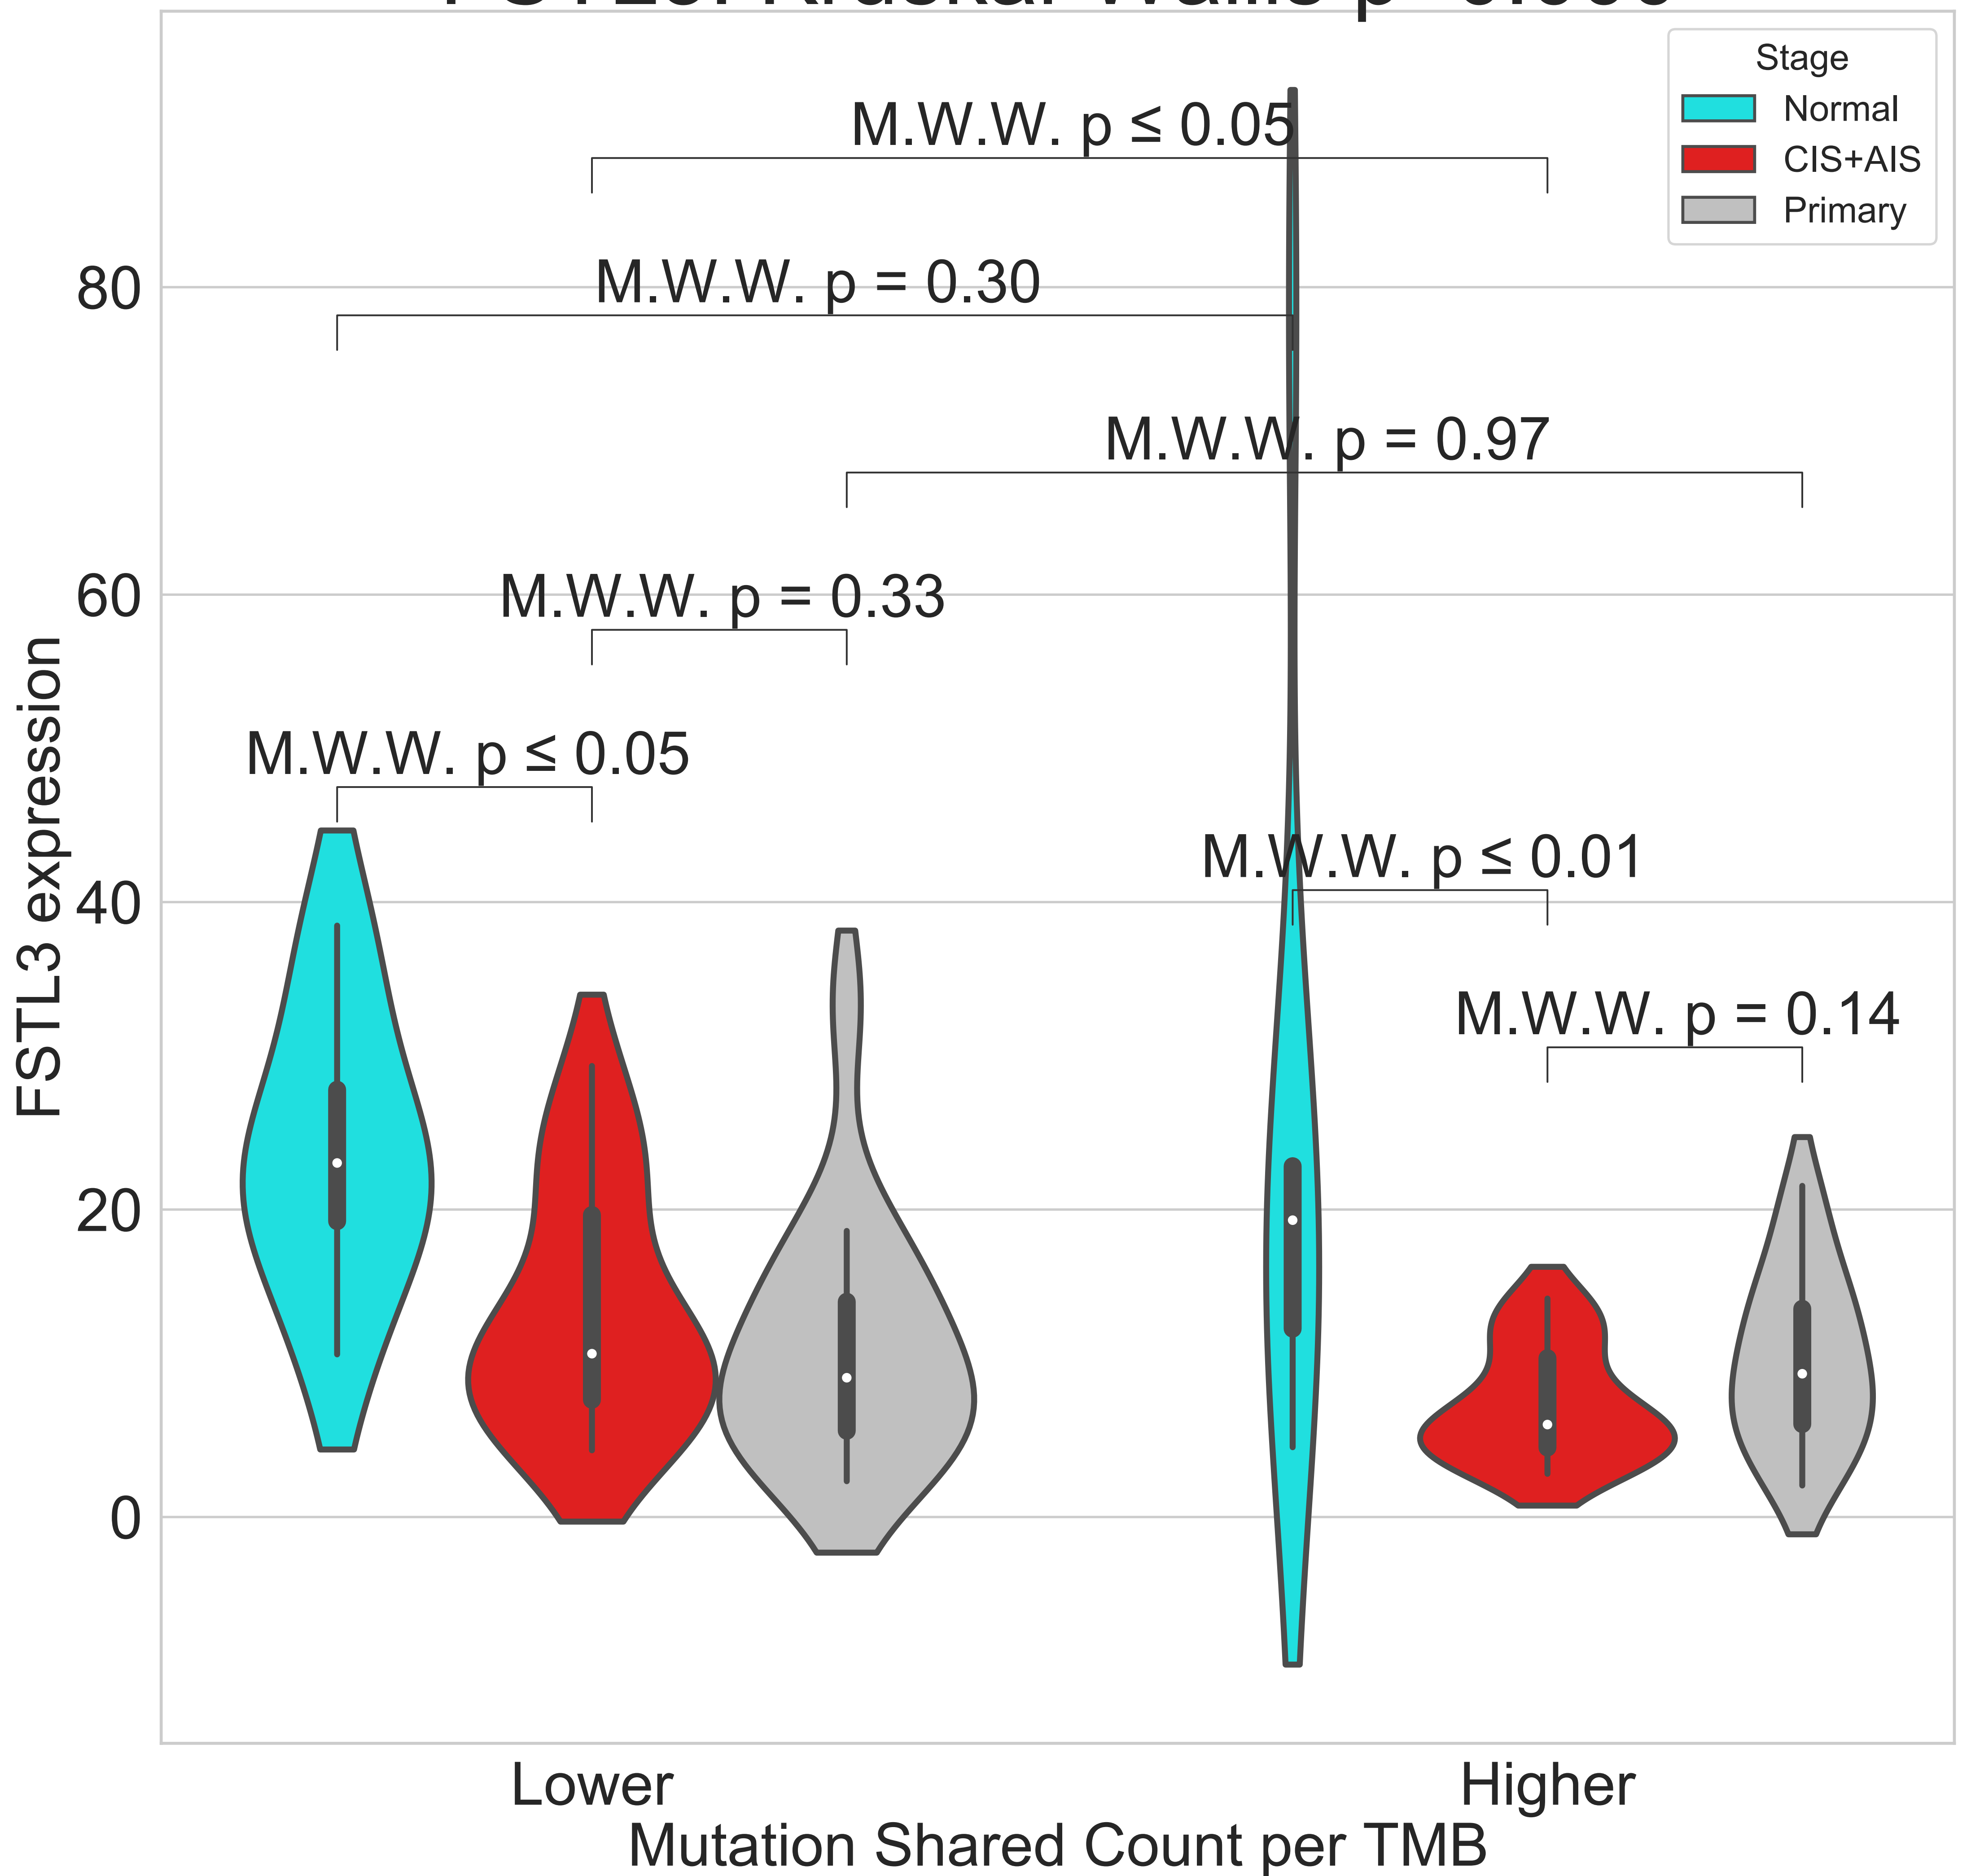 Stage
Normal
CIS+AIS
Primary
M.W.W. p ≤ 0.05
M.W.W. p = 0.30
M.W.W. p = 0.97
M.W.W. p = 0.33
M.W.W. p ≤ 0.05
M.W.W. p ≤ 0.01
M.W.W. p = 0.14
80
60
40
20
0
FSTL3 expression
Lower
Higher
Mutation Shared Count per TMB